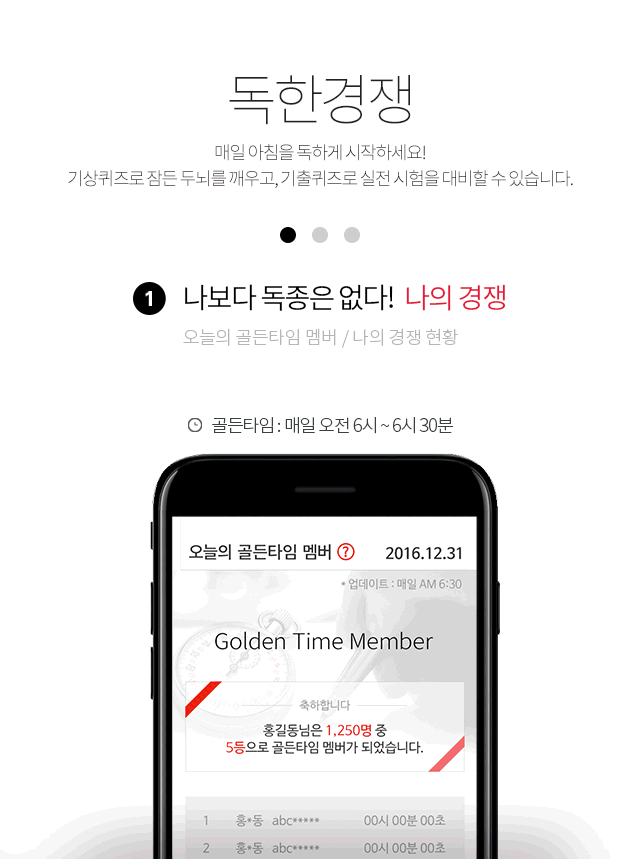 독한경쟁
매일 아침을 독하게 시작하세요!
기상퀴즈로 잠든 두뇌를 깨우고, 기출퀴즈로 실전 시험을 대비할 수 있습니다.
1 나보다 독종은 없다! 나의 경쟁
오늘의 골든타임 멤버 / 나의 경쟁 현황
골든타임 : 매일 오전 6시 ~ 6시 30분
오늘의 골든타임 멤버 ? 2016.12.31
* 업데이트 : 매일 AM 6:30
Golden Time Member
축하합니다
홍길동님은 1,250명 중
5등으로 골든타임 멤버가 되었습니다.
1 홍*동 abc***** 00시 00분 00초
2 홍*동 abc***** 00시 00분 00초